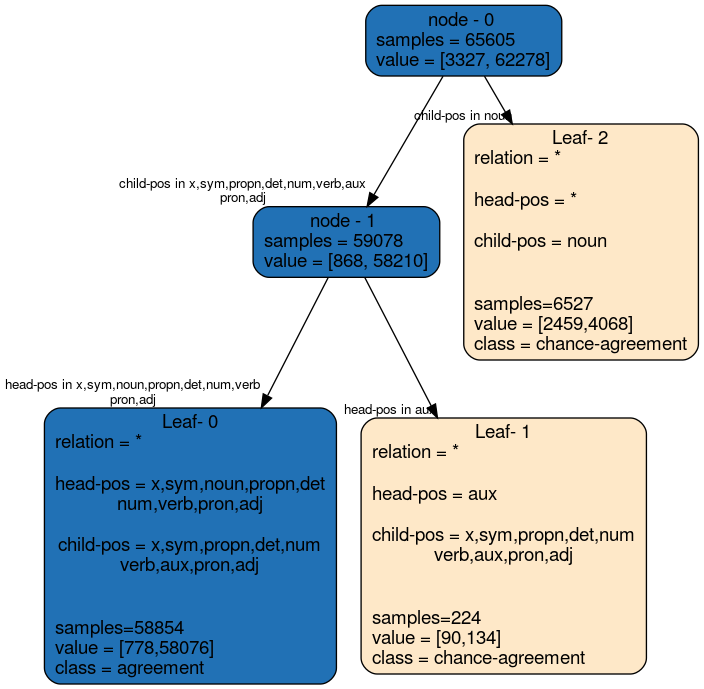 node - 0
samples = 65605
value = [3327, 62278]
child-pos in noun
Leaf- 2
relation = *
head-pos = *
child-pos = noun
samples=6527
value = [2459,4068]
class = chance-agreement
child-pos in x,sym,propn,det,num,verb,aux
pron,adj
node - 1
samples = 59078
value = [868, 58210]
head-pos in x,sym,noun,propn,det,num,verb
pron,adj
Leaf- 0
relation = *
head-pos = x,sym,noun,propn,det
num,verb,pron,adj
child-pos = x,sym,propn,det,num
verb,aux,pron,adj
samples=58854
value = [778,58076]
class = agreement
head-pos in aux
Leaf- 1
relation = *
head-pos = aux
child-pos = x,sym,propn,det,num
verb,aux,pron,adj
samples=224
value = [90,134]
class = chance-agreement